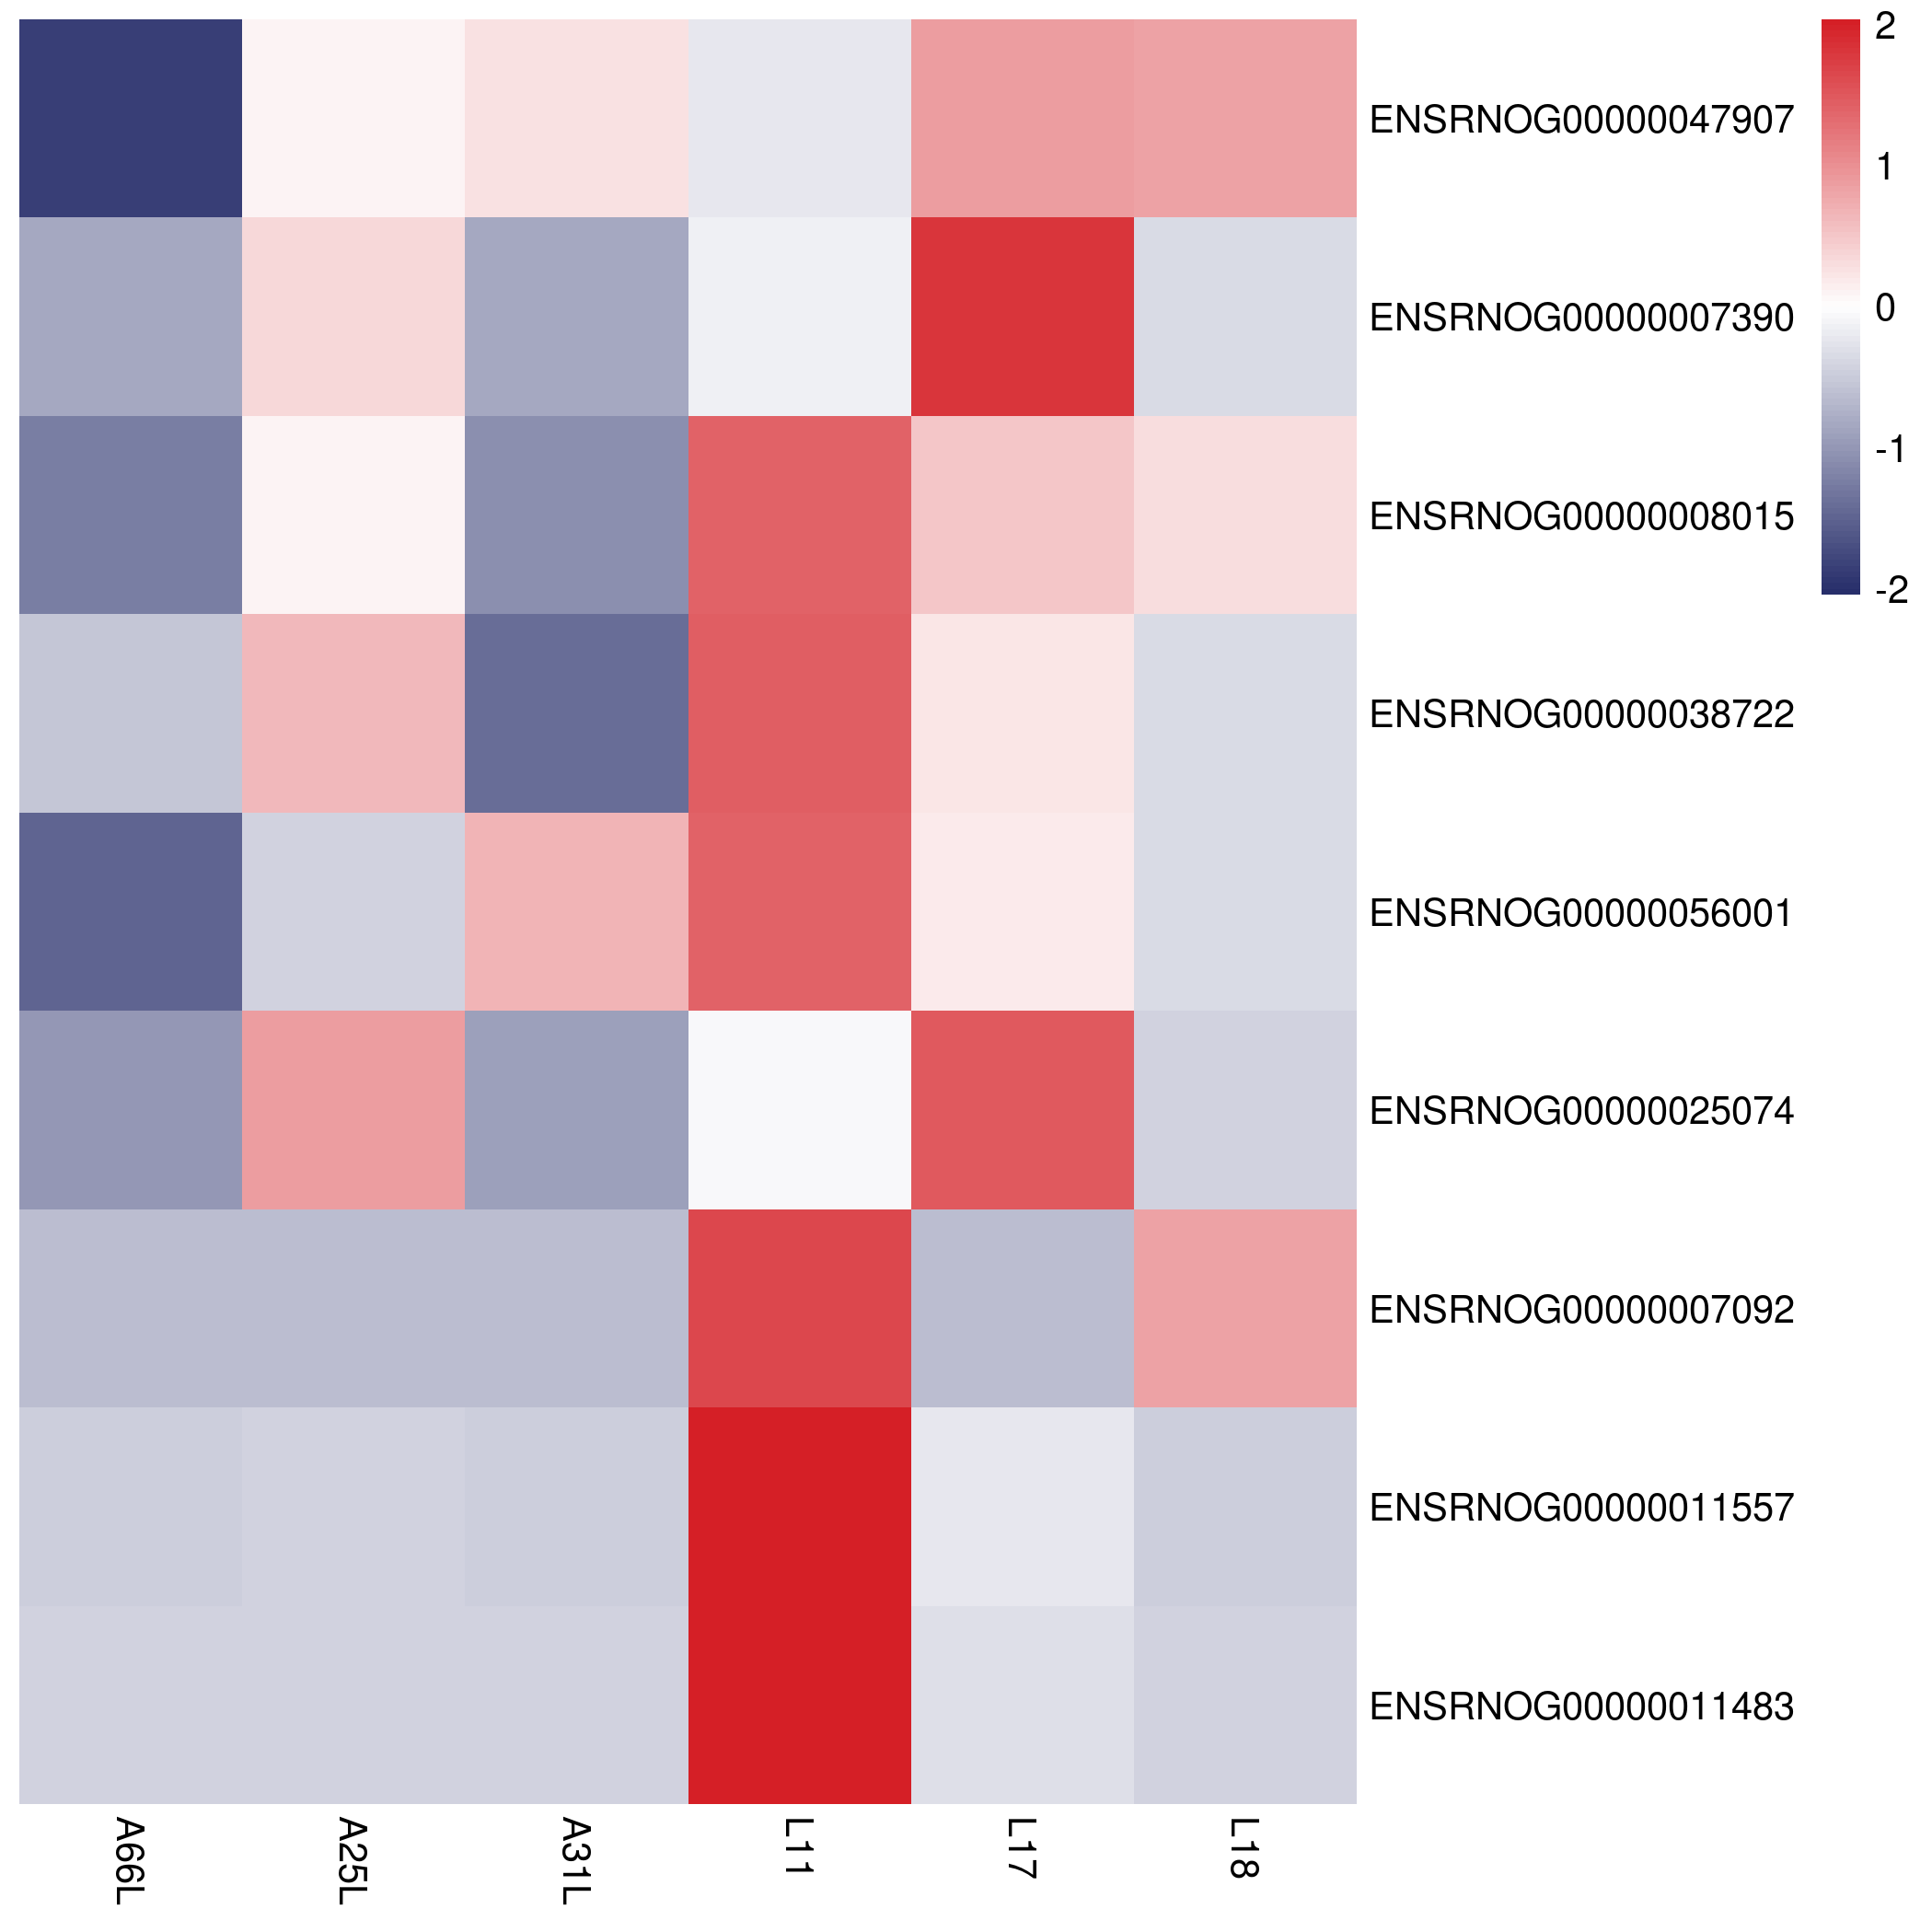 2
1
0
-1
-2
ENSRNOG00000047907
ENSRNOG00000007390
ENSRNOG00000008015
ENSRNOG00000038722
ENSRNOG00000056001
ENSRNOG00000025074
ENSRNOG00000007092
ENSRNOG00000011557
ENSRNOG00000011483
A66L
A25L
A31L
L11
L17
L18